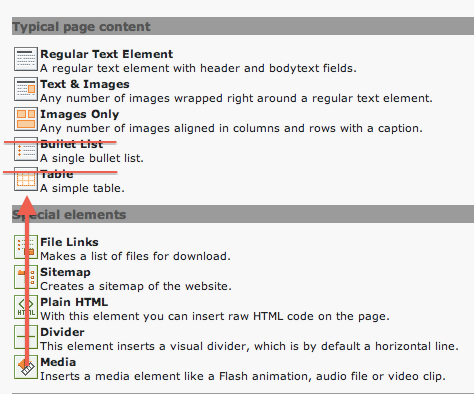 Typical page content
Regular Text Element
A regular text element with header and bodytext fields.
Text & Images
Any number of images wrapped right around a regular text element.
Images Only
Any number of images aligned in columns and rows with a caption.
Bullet List
A single bullet list.
Table
A simple table.
Special elements
File Links
Makes a list of files for download.
Sitemap
Creates a sitemap of the website.
Plain HTML
HTML
With this element you can insert raw HTML code on the page.
Divider
This element inserts a visual divider, which is by default a horizontal line.
Media
Inserts a media element like a Flash animation, audio file or video clip.